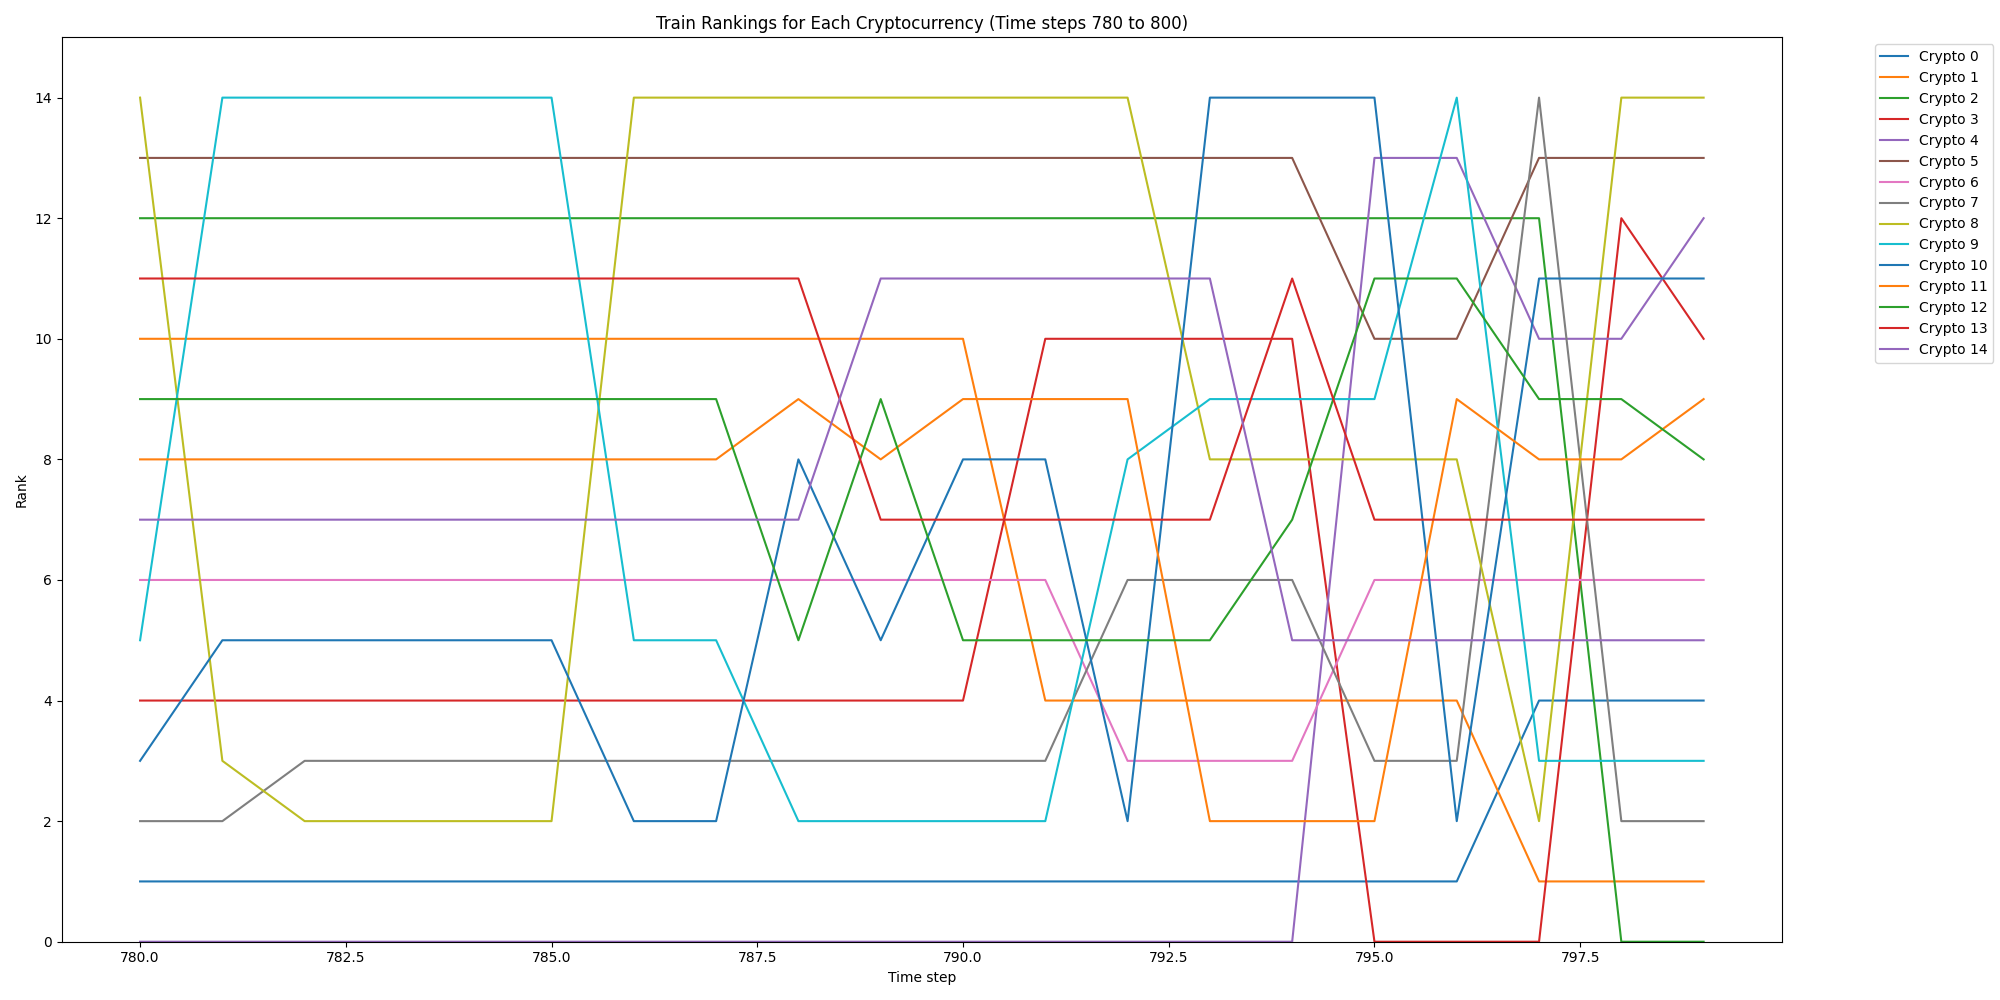 Train Rankings for Each Cryptocurrency (Time steps 780 to 800)
Rank
14
12
10
8
6
4
2
0
780.0
782.5
785.0
787.5
790.0
792.5
795.0
797.5
Time step
Crypto 0
Crypto 1
Crypto 2
Crypto 3
Crypto 4
Crypto 5
Crypto 6
Crypto 7
Crypto 8
Crypto 9
Crypto 10
Crypto 11
Crypto 12
Crypto 13
Crypto 14